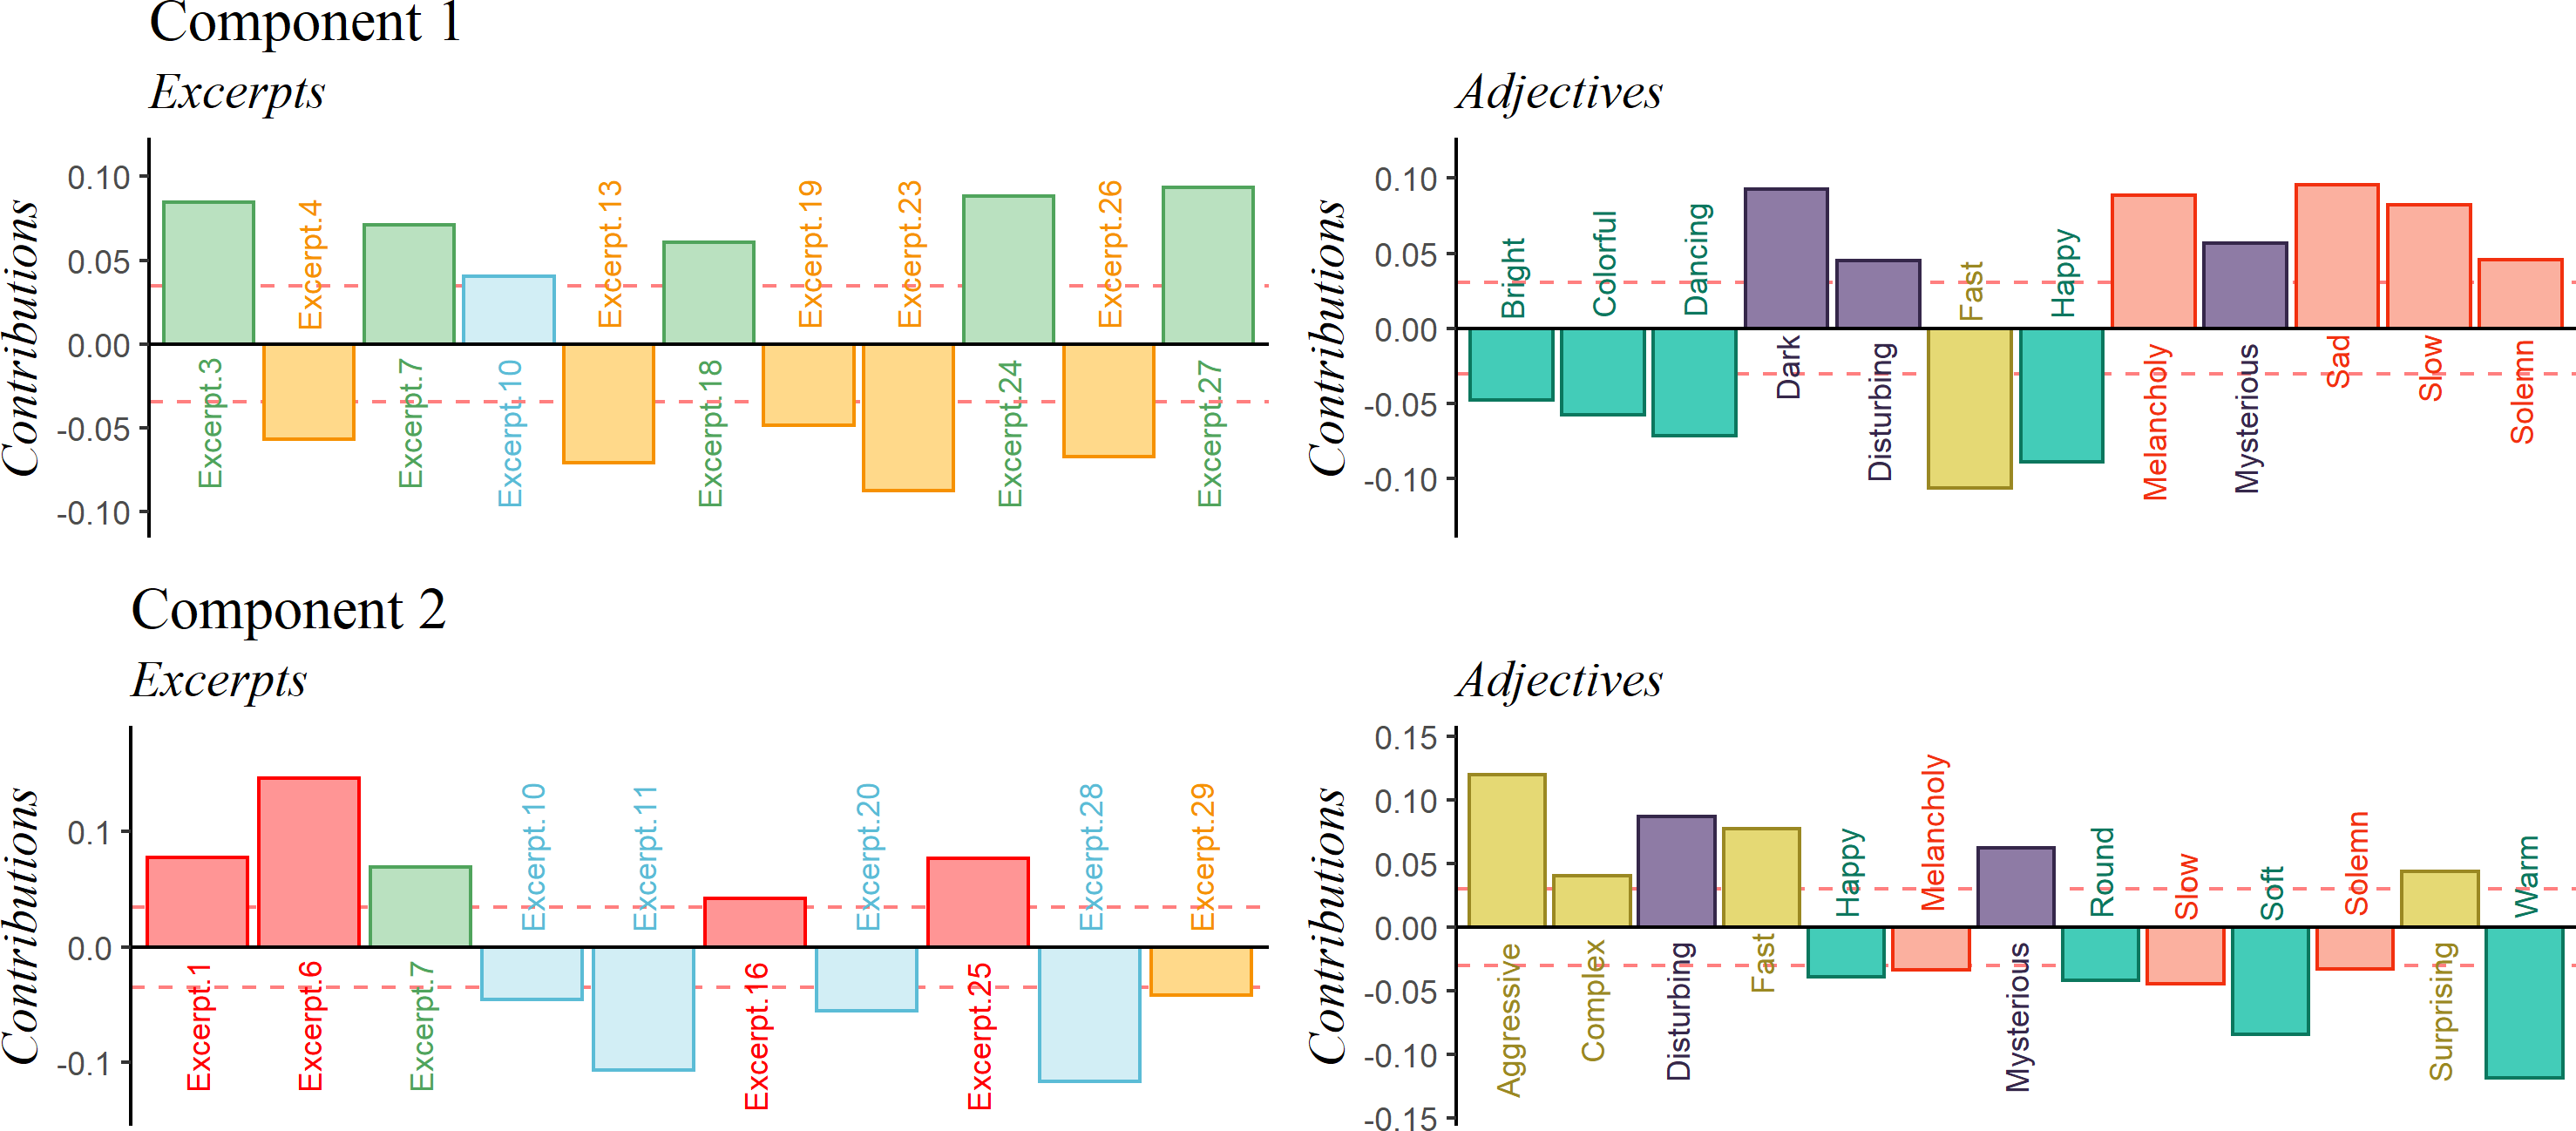 Component 1
Excerpts
Contributions
0.10
0.05
0.00
-0.05
-0.10
Excerpt.3
Excerpt.4
Excerpt.7
Excerpt.10
Excerpt.13
Excerpt.18
Excerpt.19
Excerpt.23
Excerpt.24
Excerpt.26
Excerpt.27
Adjectives
Contributions
0.10
0.05
0.00
-0.05
-0.10
Bright
Colorful
Dancing
Dark
Disturbing
Fast
Happy
Melancholy
Mysterious
Sad
Slow
Solemn
Component 2
Excerpts
Contributions
0.1
0.0
-0.1
Excerpt.1
Excerpt.6
Excerpt.7
Excerpt.10
Excerpt.11
Excerpt.16
Excerpt.20
Excerpt.25
Excerpt.28
Excerpt.29
Adjectives
Contributions
0.15
0.10
0.05
0.00
-0.05
-0.10
-0.15
Aggressive
Complex
Disturbing
Fast
Happy
Melancholy
Mysterious
Round
Slow
Soft
Solemn
Surprising
Warm